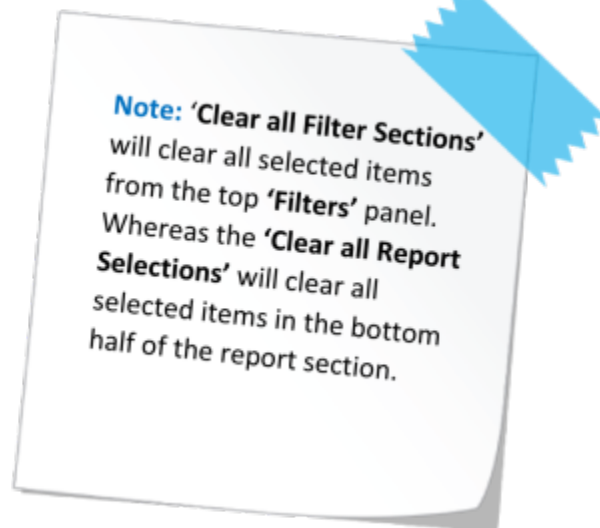 Note: ‘Clear all Filter Sections’
will clear all selected items
from the top ‘Filters’ panel.
Whereas the ‘Clear all Report
Selections’ will clear all
selected items in the bottom
half of the report section.